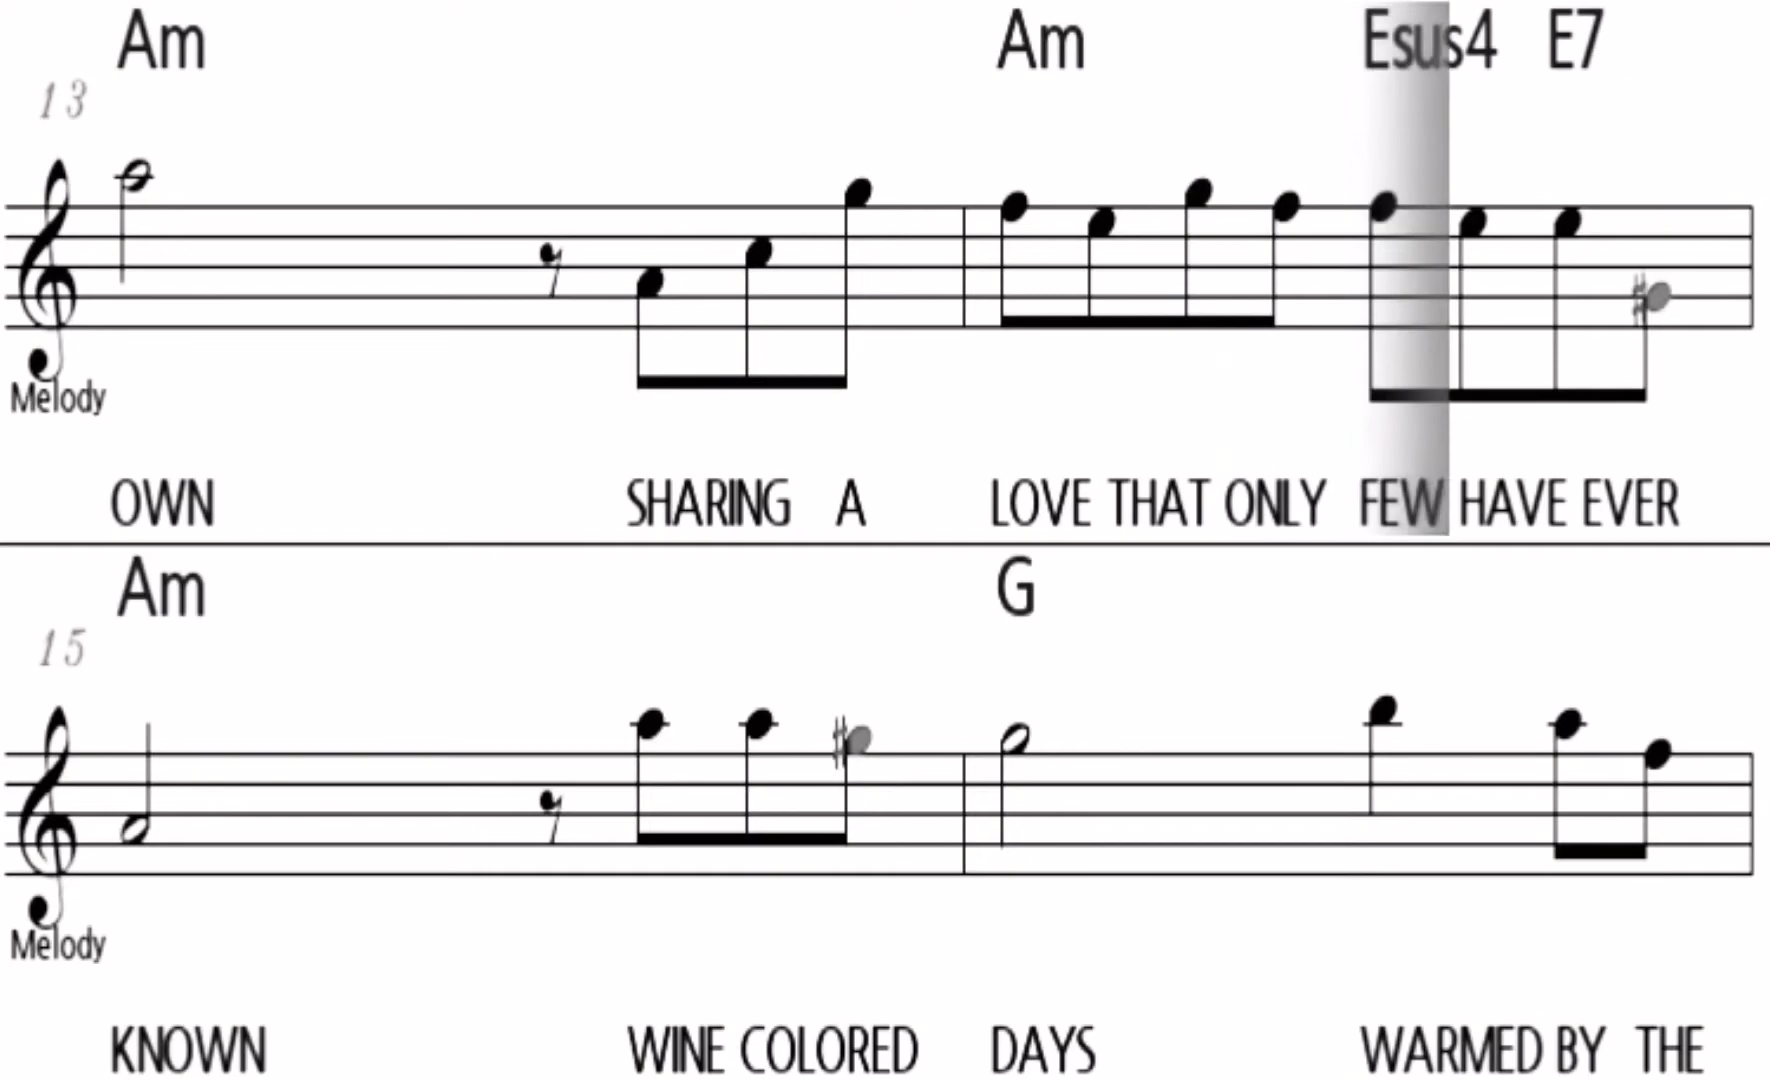 Am Am Esus4 E7
13
Melody
OWN SHARING A LOVE THAT ONLY FEW HAVE EVER
Am G
15
Melody
KNOWN WINE COLORED DAYS WARMED BY THE